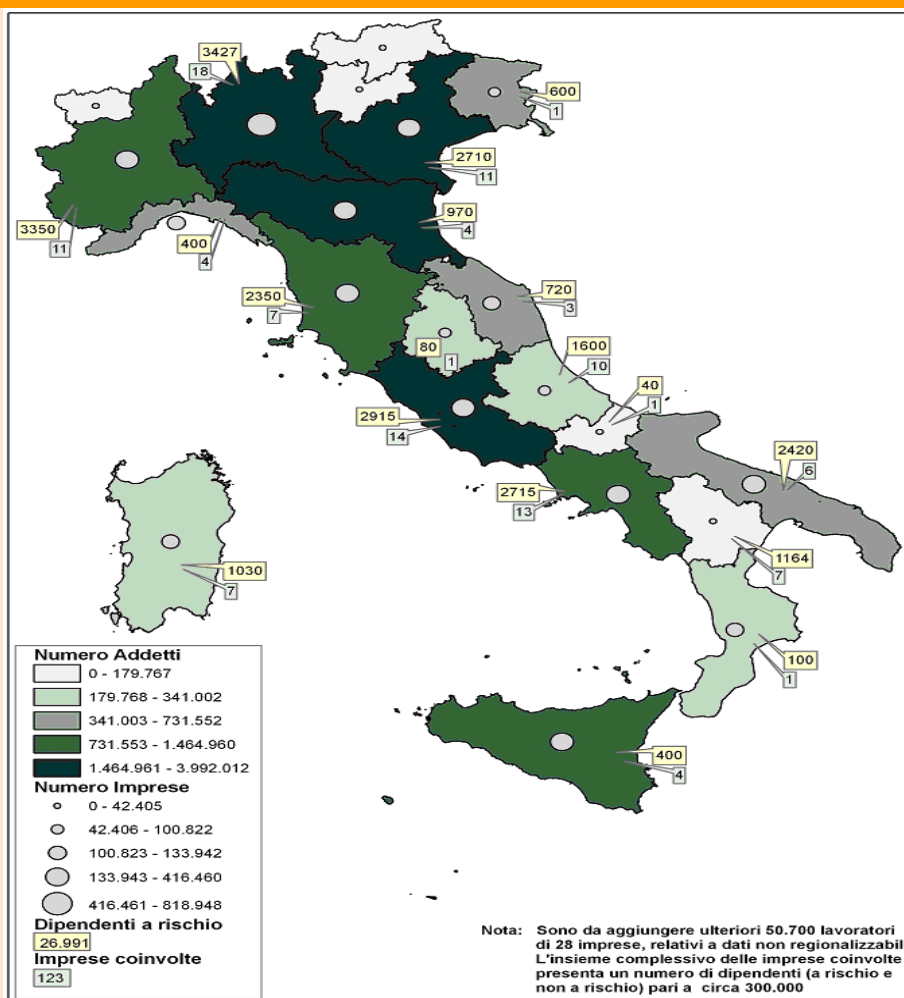 3427
18
600
1
2710
11
970
4
3350
11
400
4
720
3
2350
7
80
1
1600
10
40
1
2915
14
2420
6
2715
13
1164
7
1030
7
100
1
400
4
Numero Addetti
0 - 179.767
179.768 - 341.002
341.003 - 731.552
731.553 - 1.464.960
1.464.961 - 3.992.012
Numero Imprese
0 - 42.405
42.406 - 100.822
100.823 - 133.942
133.943 - 416.460
416.461 - 818.948
Dipendenti a rischio
26.991
Imprese coinvolte
123
Nota: Sono da aggiungere ulteriori 50.700 lavoratori
di 28 imprese, relativi a dati non regionalizzabil
L'insieme complessivo delle imprese coinvolte
presenta un numero di dipendenti (a rischio e
non a rischio) pari a circa 300.000